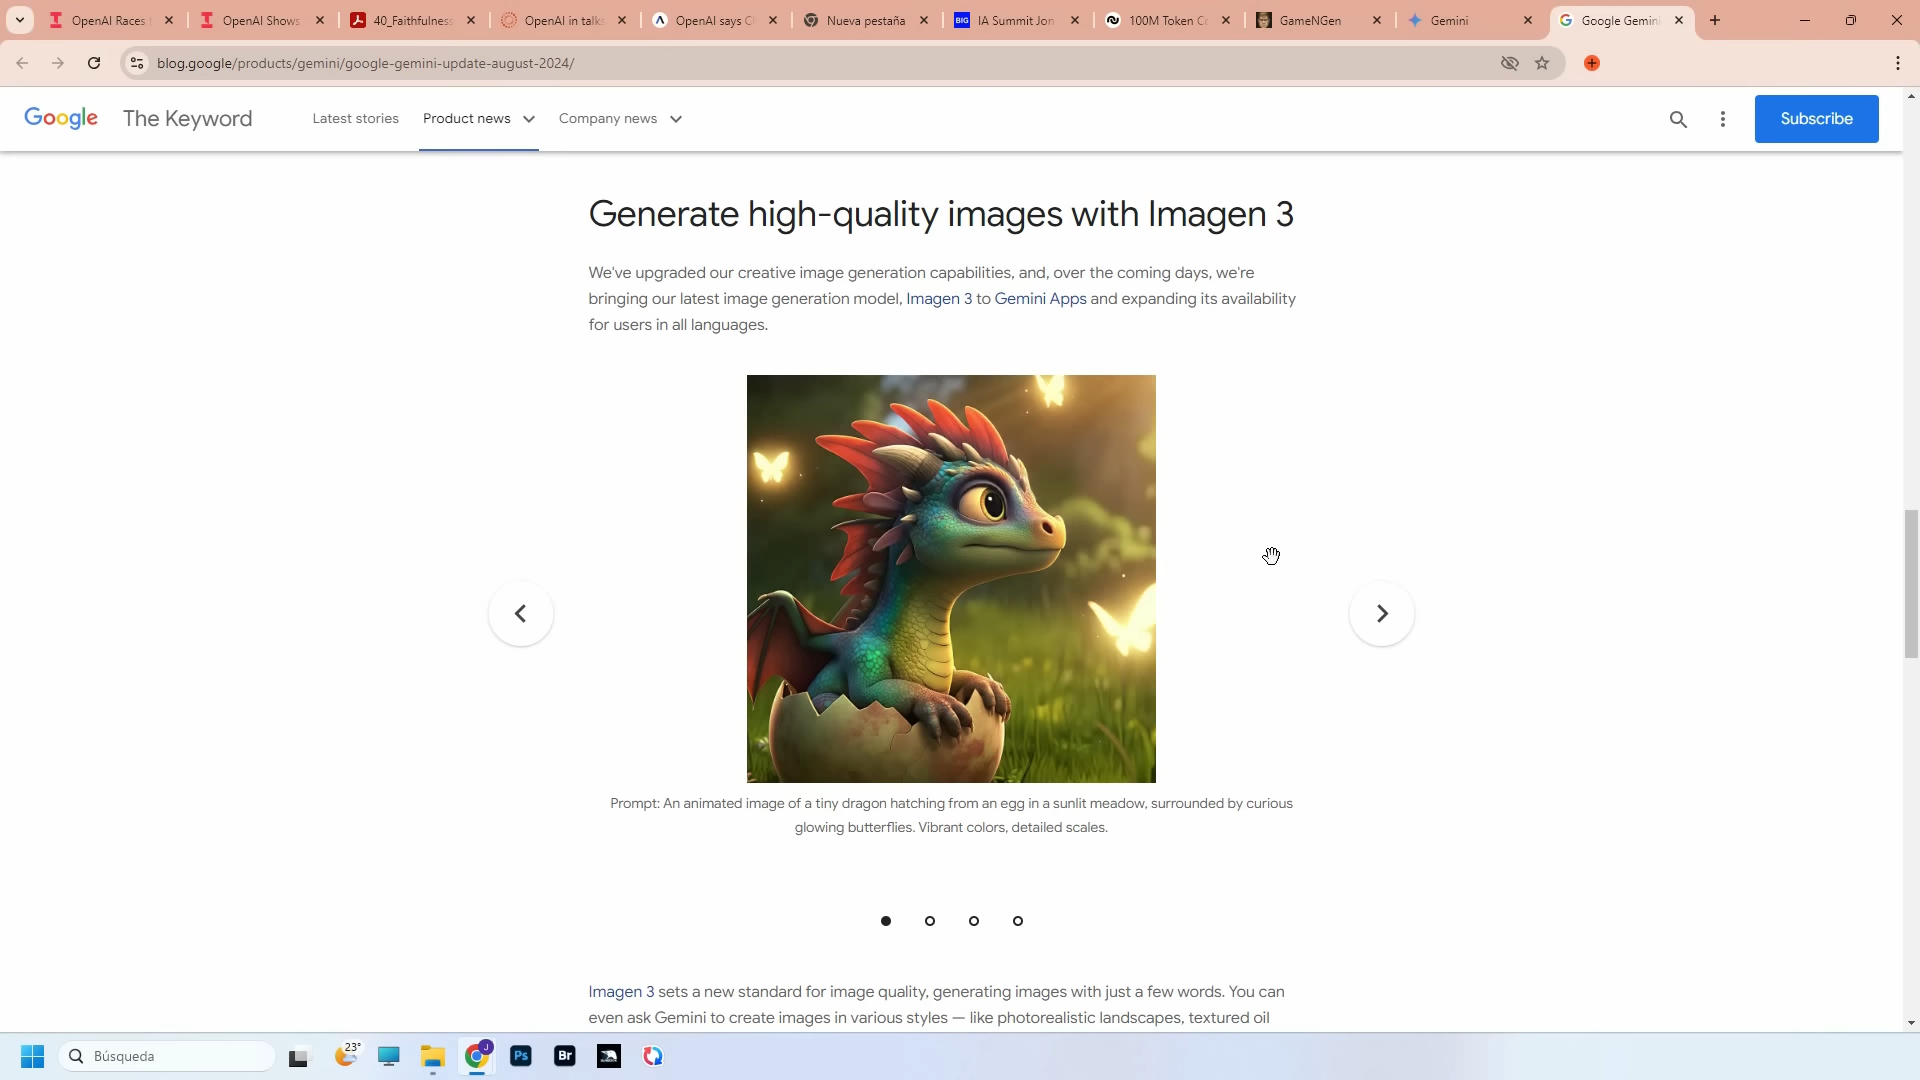 OpenAI Races
OpenAI Shows
40_Faithfulness
OpenAI in talks
OpenAI says
Nueva pestaña
IA Summit Jon
100M Token
GameNGen
Gemini
Google Gemini
blog.google/products/gemini/google-gemini-update-august-2024/
Google The Keyword
Latest stories
Product news
Company news
Subscribe
Generate high-quality images with Imagen 3
We've upgraded our creative image generation capabilities, and, over the coming days, we're
bringing our latest image generation model, Imagen 3 to Gemini Apps and expanding its availability
for users in all languages.
Prompt: An animated image of a tiny dragon hatching from an egg in a sunlit meadow, surrounded by curious
glowing butterflies. Vibrant colors, detailed scales.
Imagen 3 sets a new standard for image quality, generating images with just a few words. You can
even ask Gemini to create images in various styles — like photorealistic landscapes, textured oil
Búsqueda
23°
J
Ps
Br
BIG